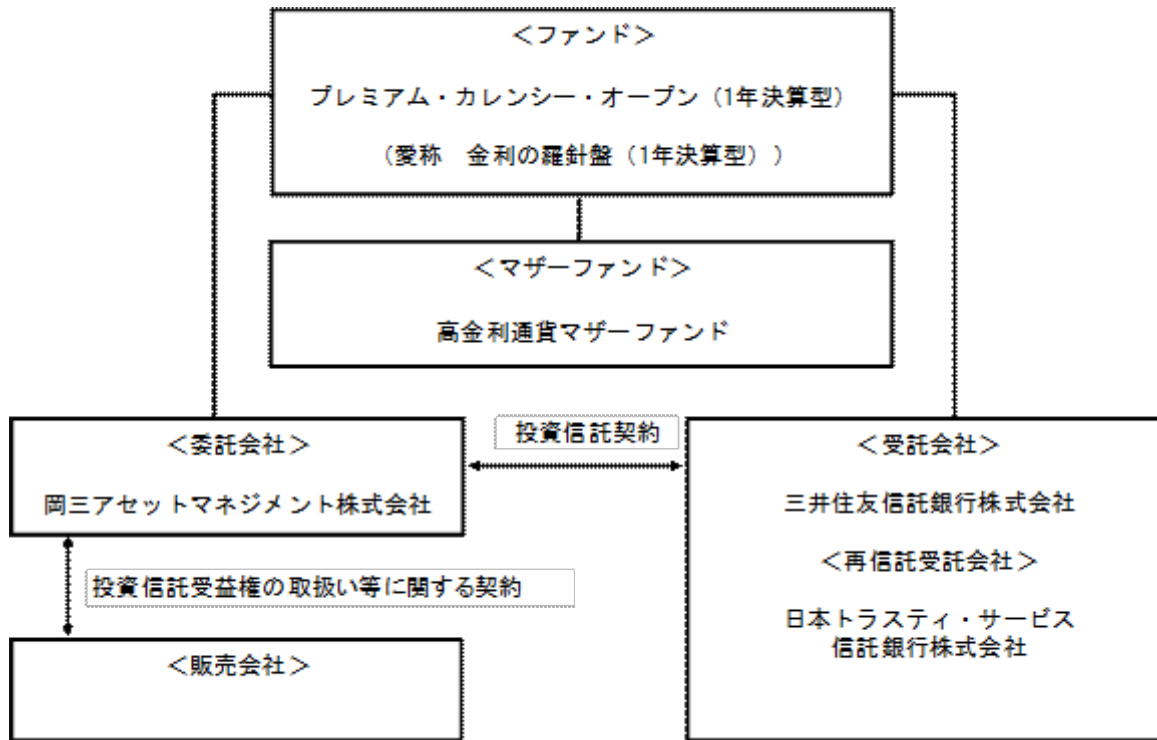 ＜ファンド＞
プレミアム・カレンシー・オープン（1年決算型）
（愛称　金利の羅針盤（1年決算型））
＜マザーファンド＞
高金利通貨マザーファンド
＜委託会社＞
岡三アセットマネジメント株式会社
投資信託契約
＜受託会社＞
三井住友信託銀行株式会社
＜再信託受託会社＞
日本トラスティ・サービス
信託銀行株式会社
投資信託受益権の取扱い等に関する契約
＜販売会社＞